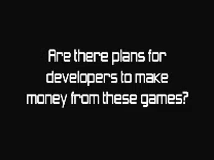 Are there plans for
developers to make
money from these games?